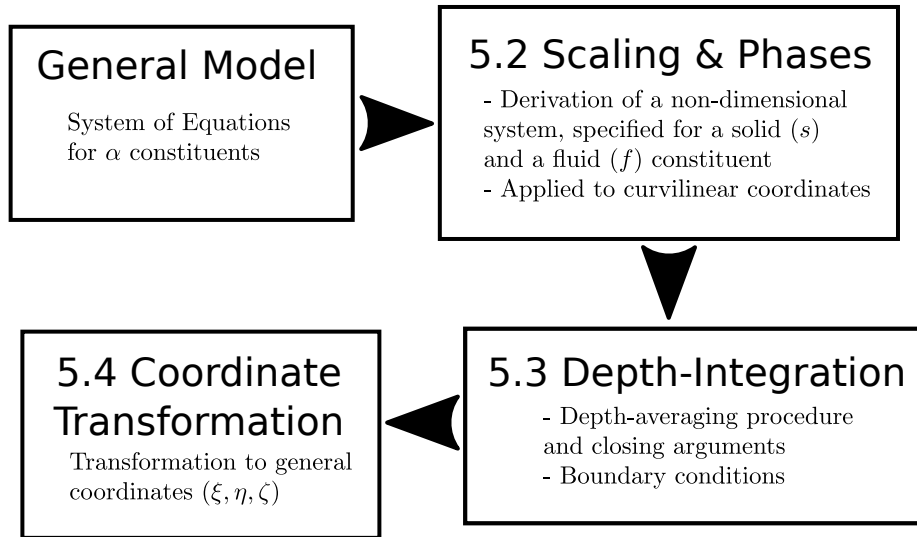 General Model
System of Equations
for α constituents
5.2 Scaling & Phases
- Derivation of a non-dimensional
system, specified for a solid (s)
and a fluid (f) constituent
- Applied to curvilinear coordinates
5.3 Depth-Integration
- Depth-averaging procedure
and closing arguments
- Boundary conditions
5.4 Coordinate
Transformation
Transformation to general
coordinates (ξ, η, ζ)